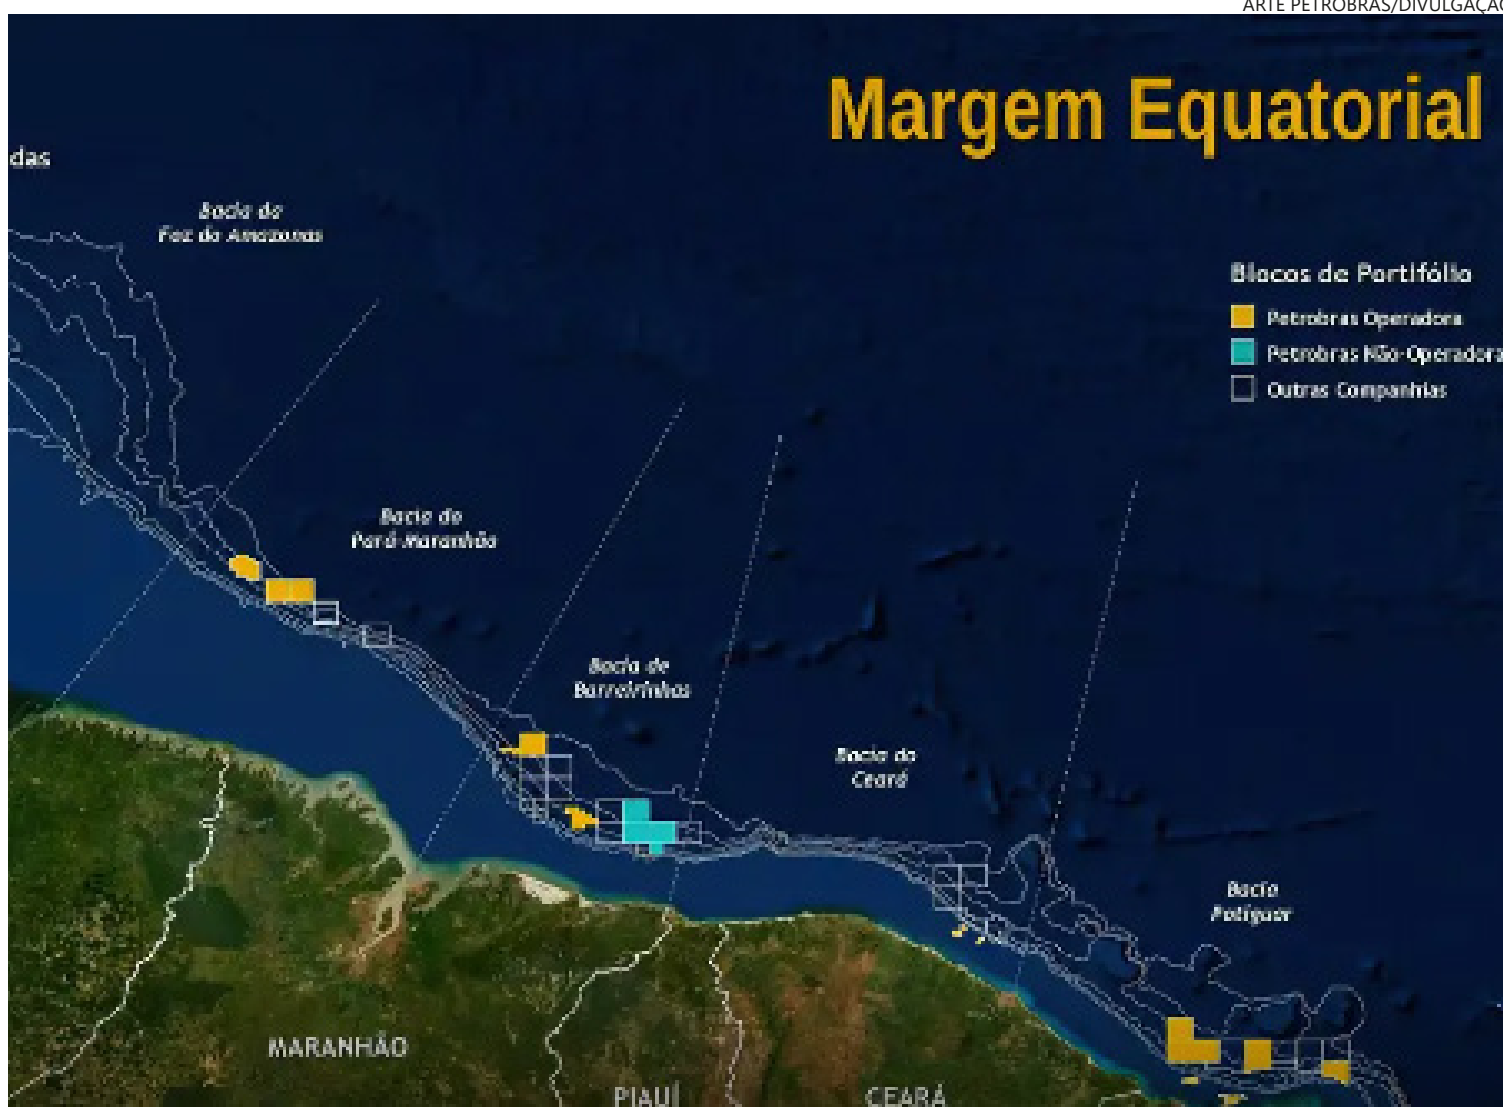 ARTE PETROBRAS/DIVULGAÇÃO
Margem Equatorial
das
Bacia da
Foz do Amazonas
Blocos de Portifólio
Petrobras Operadora
Petrobras Não-Operadora
Outras Companhias
Bacia do
Pará-Maranhão
Bacia de
Barreirinhas
Bacia do
Ceará
Bacia
Potiguar
MARANHÃO
PIAUÍ
CEARÁ